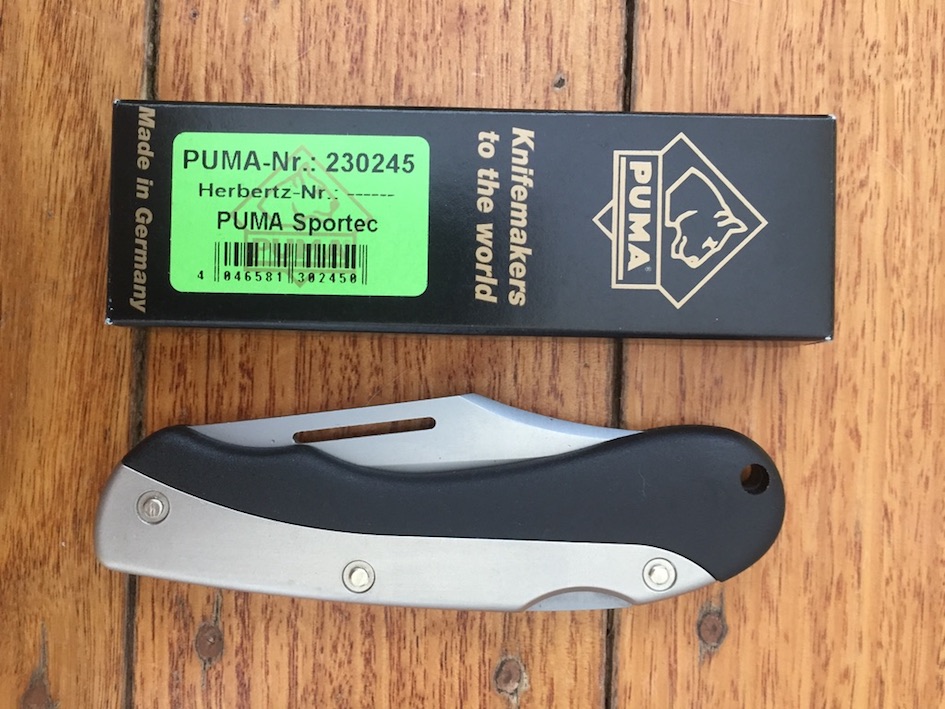 Made in Germany
PUMA-Nr.: 230245
Herbertz-Nr.: ------
PUMA Sportec
4 046581 302450
Knifemakers
to the world
PUMA®